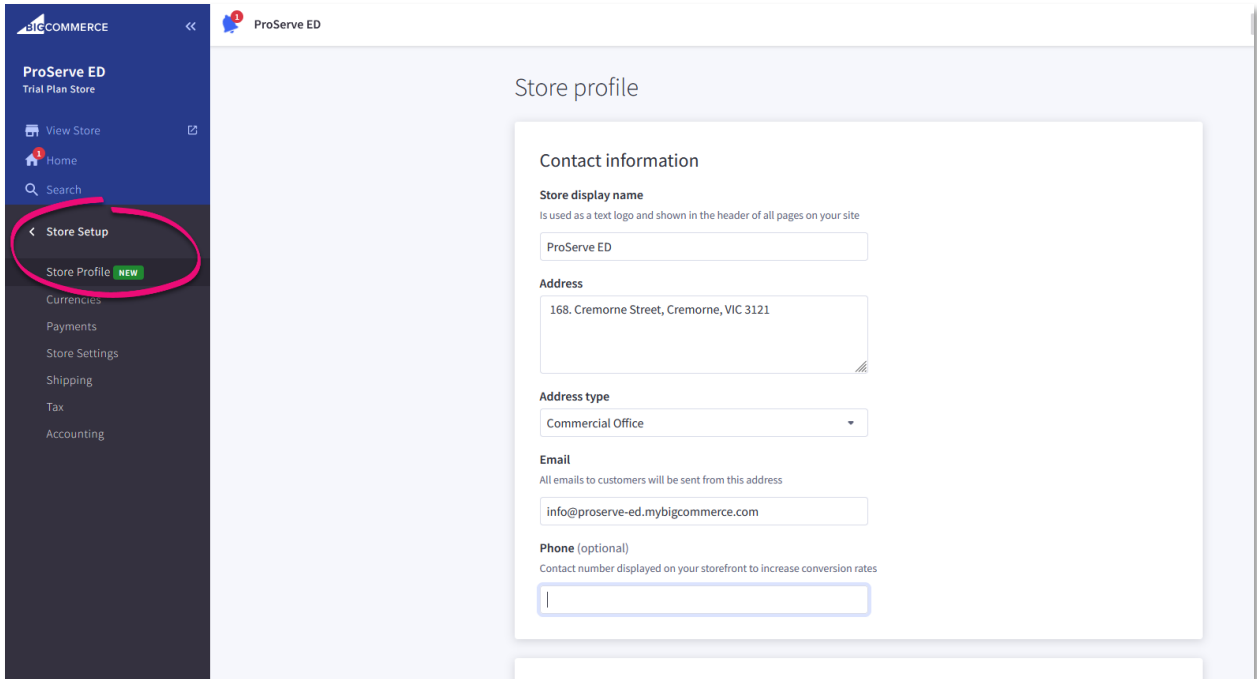 BIGCOMMERCE
1
ProServe ED
ProServe ED
Trial Plan Store
View Store
1
Home
Search
Store Setup
Store Profile NEW
Currencies
Payments
Store Settings
Shipping
Tax
Accounting
Store profile
Contact information
Store display name
Is used as a text logo and shown in the header of all pages on your site
ProServe ED
Address
168. Cremorne Street, Cremorne, VIC 3121
Address type
Commercial Office
Email
All emails to customers will be sent from this address
info@proserve-ed.mybigcommerce.com
Phone (optional)
Contact number displayed on your storefront to increase conversion rates